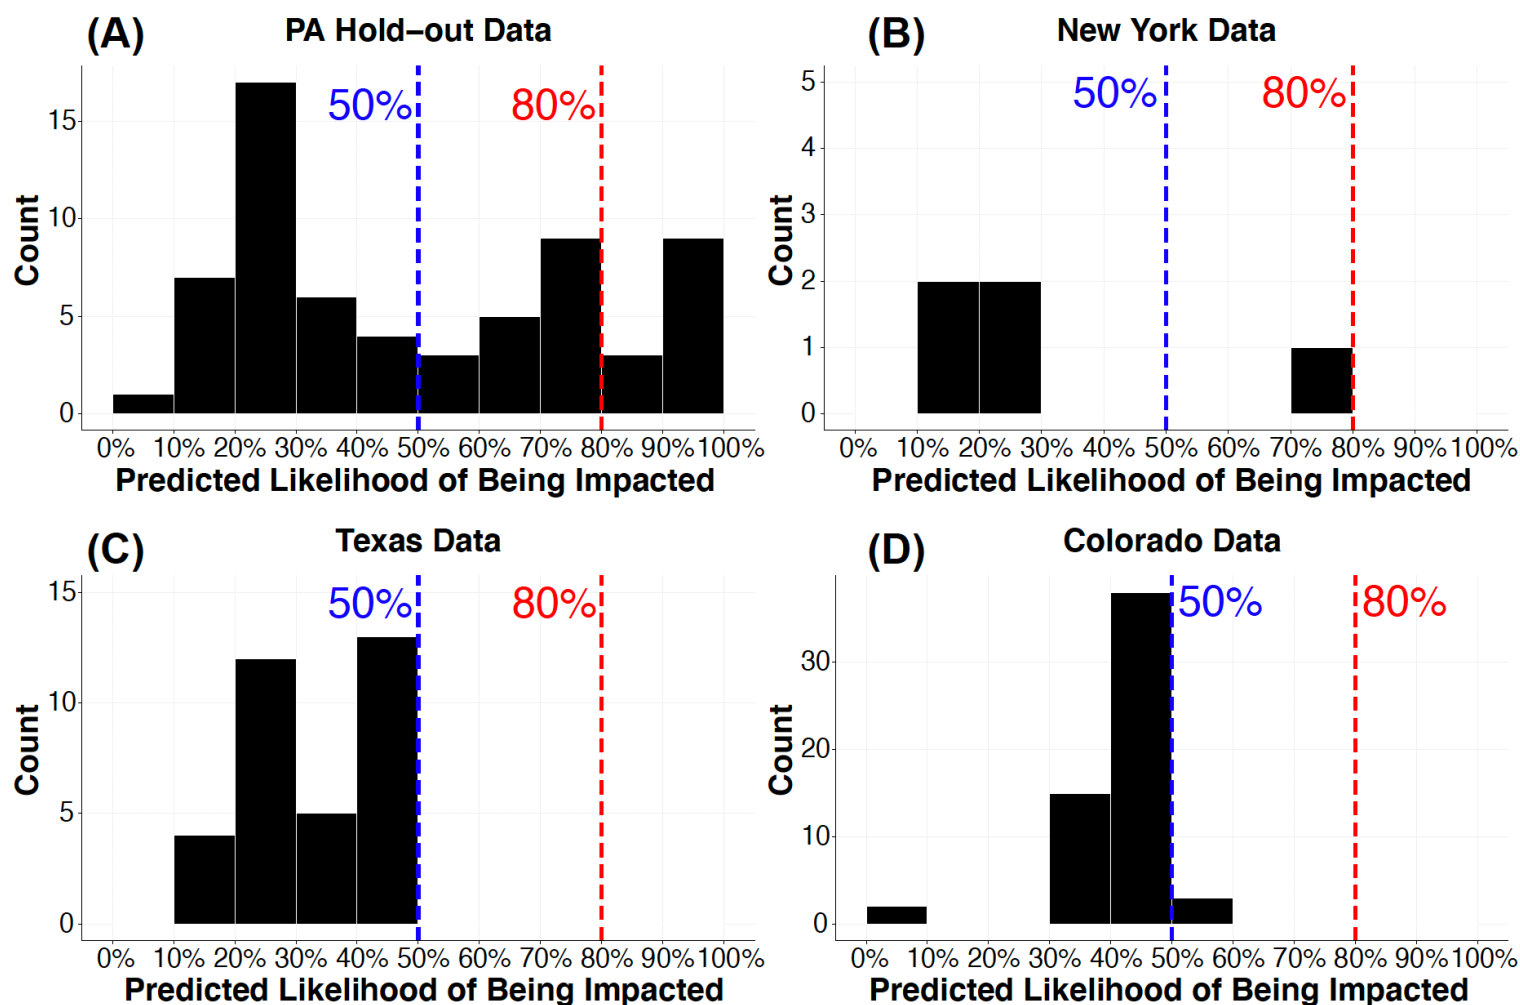 (A) PA Hold–out Data
50% 80%
15
10
5
0
Count
0% 10% 20% 30% 40% 50% 60% 70% 80% 90% 100%
Predicted Likelihood of Being Impacted
(B) New York Data
50% 80%
5
4
3
2
1
0
Count
0% 10% 20% 30% 40% 50% 60% 70% 80% 90% 100%
Predicted Likelihood of Being Impacted
(C) Texas Data
50% 80%
15
10
5
0
Count
0% 10% 20% 30% 40% 50% 60% 70% 80% 90% 100%
Predicted Likelihood of Being Impacted
(D) Colorado Data
50% 80%
30
20
10
0
Count
0% 10% 20% 30% 40% 50% 60% 70% 80% 90% 100%
Predicted Likelihood of Being Impacted